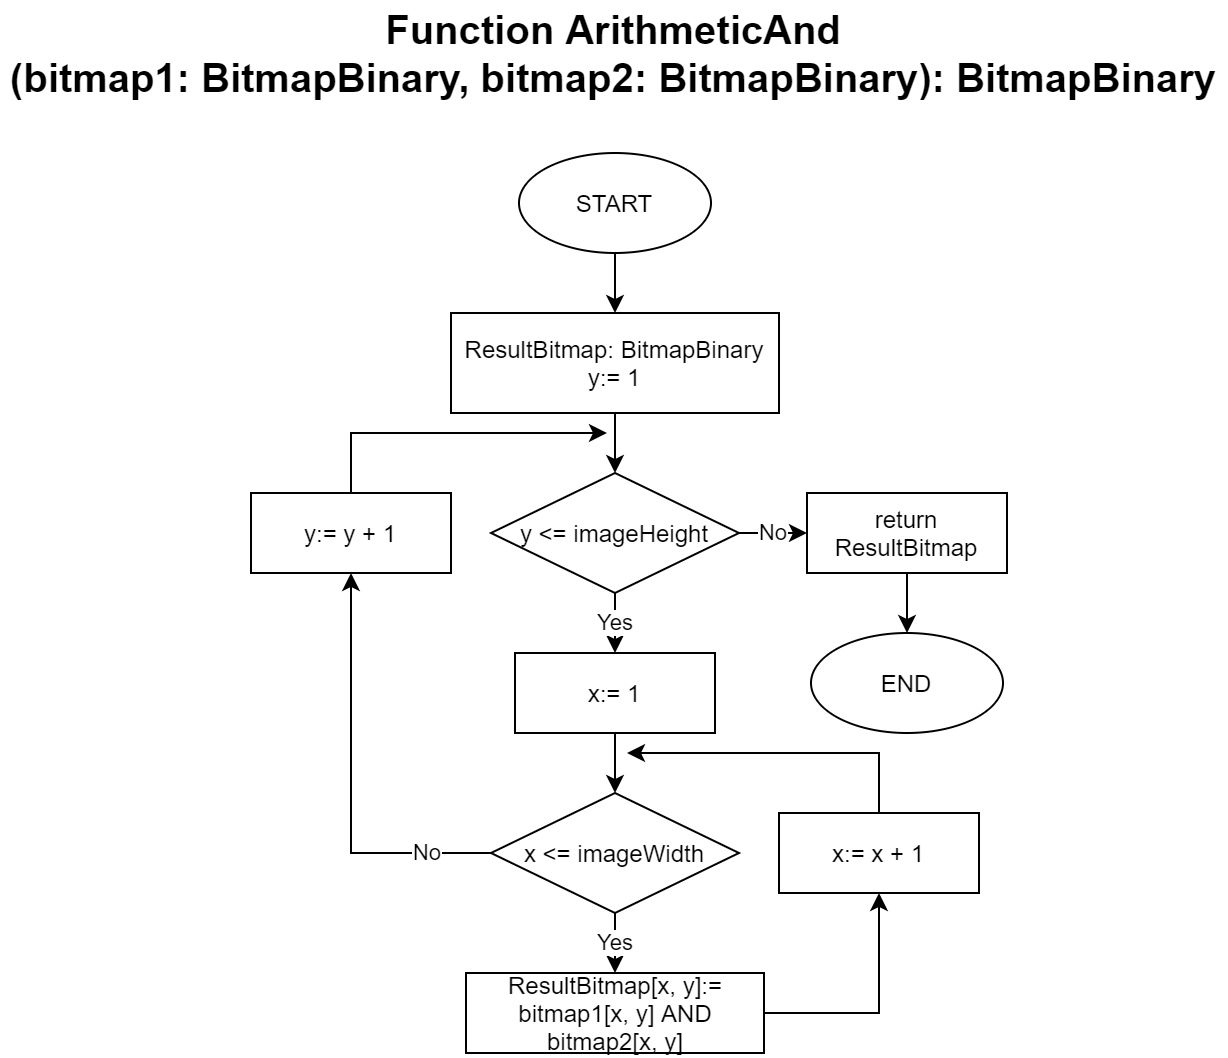 Function ArithmeticAnd
(bitmap1: BitmapBinary, bitmap2: BitmapBinary): BitmapBinary
START
ResultBitmap: BitmapBinary
y:= 1
y:= y + 1
y <= imageHeight
No
return
ResultBitmap
Yes
x:= 1
END
No
x <= imageWidth
x:= x + 1
Yes
ResultBitmap[x, y]:=
bitmap1[x, y] AND
bitmap2[x, y]